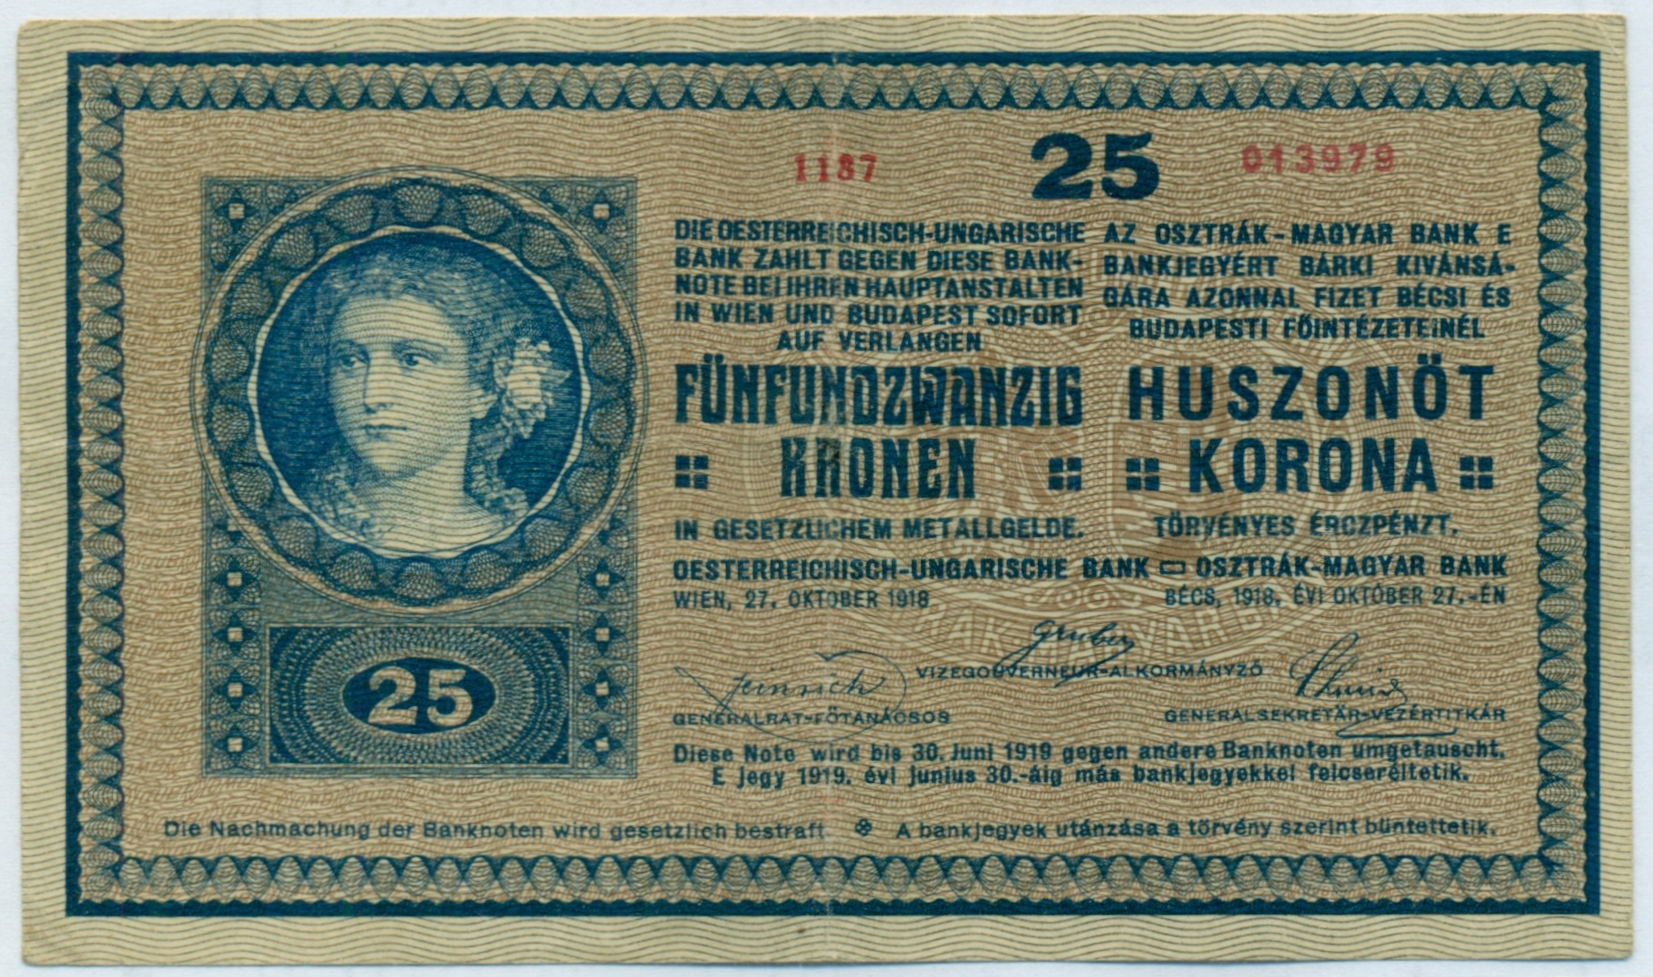 1187
25
013979
DIE OESTERREICHISCH-UNGARISCHE
BANK ZAHLT GEGEN DIESE BANK-
NOTE BEI IHREN HAUPTANSTALTEN
IN WIEN UND BUDAPEST SOFORT
AUF VERLANGEN
FÜNFUNDZWANZIG
KRONEN
IN GESETZLICHEM METALLGELDE.
AZ OSZTRÁK-MAGYAR BANK E
BANKJEGYÉRT BÁRKI KIVÁNSÁ-
GÁRA AZONNAL FIZET BÉCSI ÉS
BUDAPESTI FŐINTÉZETEINÉL
HUSZONÖT
KORONA
TÖRVÉNYES ÉRCZPÉNZT.
OESTERREICHISCH-UNGARISCHE BANK OSZTRÁK-MAGYAR BANK
WIEN, 27. OKTOBER 1918
BÉCS, 1918. ÉVI OKTÓBER 27.-ÉN
Gruber
VIZEGOUVERNEUR-ALKORMÁNYZÓ
GENERALRAT-FŐTANÁCSOS
GENERALSEKRETÄR-VEZÉRTITKÁR
25
Diese Note wird bis 30. Juni 1919 gegen andere Banknoten umgetauscht.
E jegy 1919. évi junius 30.-áig más bankjegyekkel felcseréltetik.
Die Nachmachung der Banknoten wird gesetzlich bestraft. A bankjegyek utánzása a törvény szerint büntettetik.